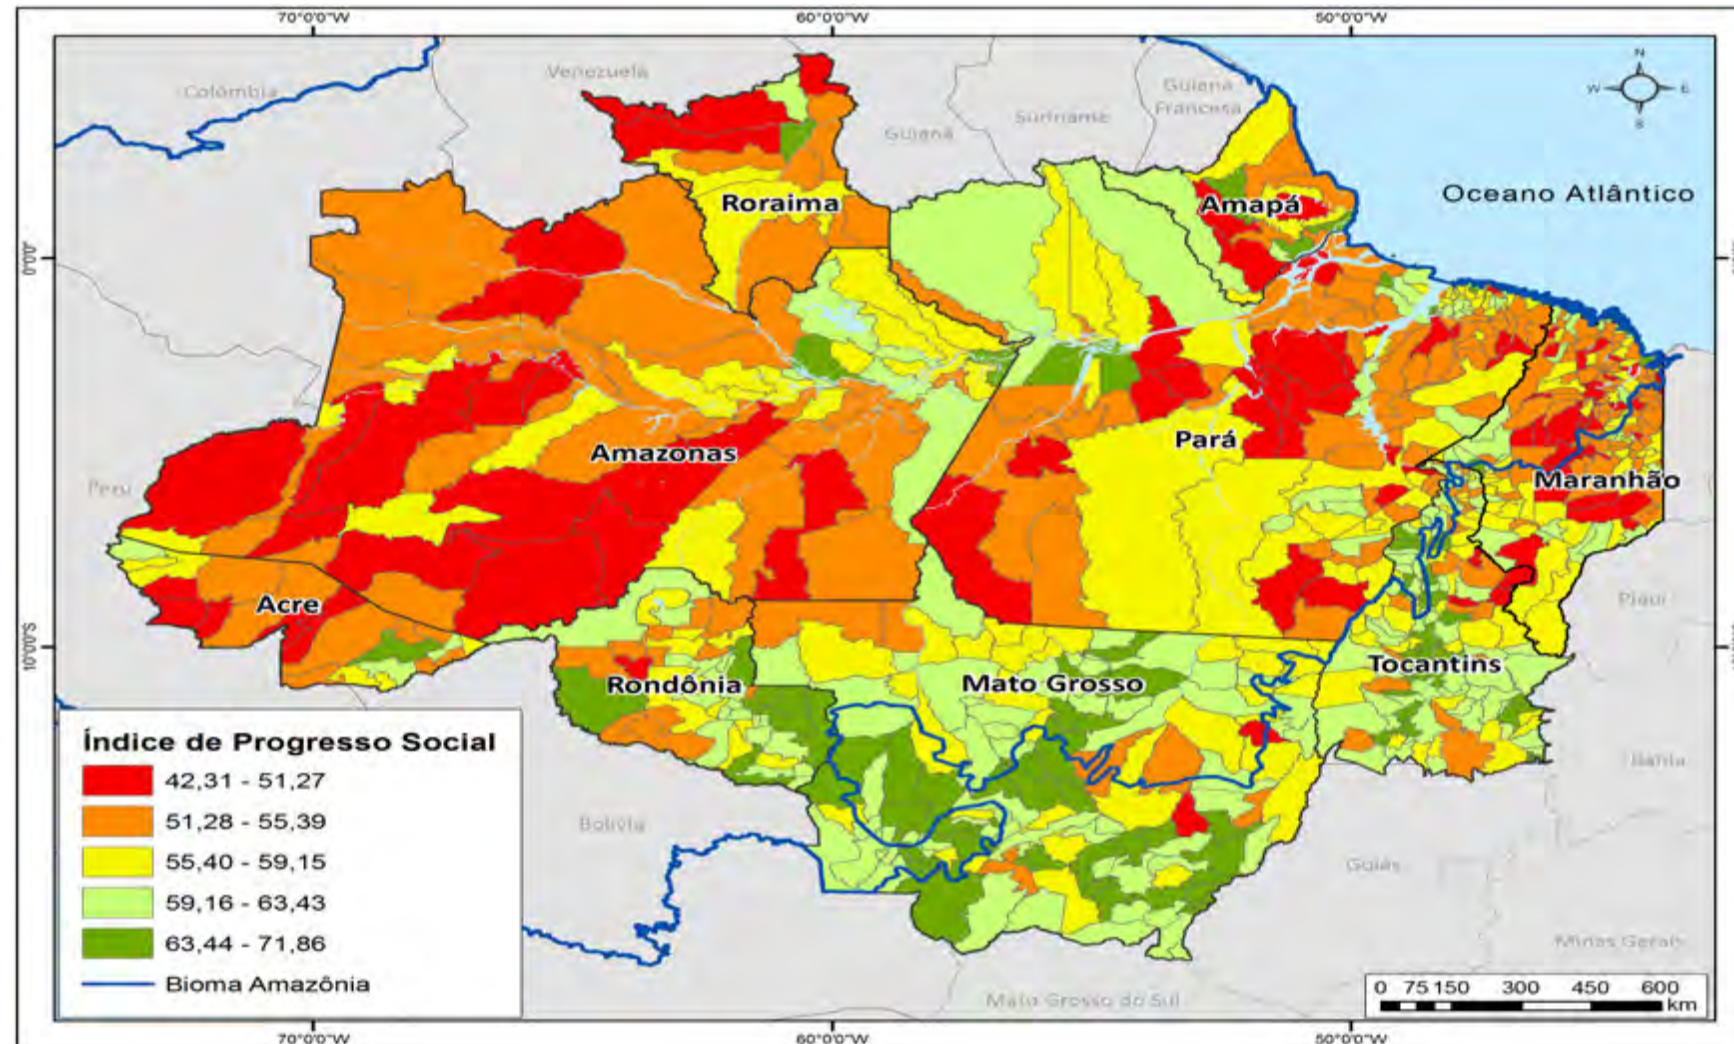 70°0'0"W 60°0'0"W 50°0'0"W
N
W E
S
Colômbia
Venezuela
Guiana
Suriname
Guiana
Francesa
Oceano Atlântico
Roraima
Amapá
0°0'0"
Amazonas
Pará
Maranhão
Peru
Piauí
Acre
10°0'0"S
Rondônia
Mato Grosso
Tocantins
Bahia
Bolívia
Goiás
Minas Gerais
Mato Grosso do Sul
Índice de Progresso Social
42,31 - 51,27
51,28 - 55,39
55,40 - 59,15
59,16 - 63,43
63,44 - 71,86
Bioma Amazônia
0 75 150 300 450 600
km
70°0'0"W 60°0'0"W 50°0'0"W